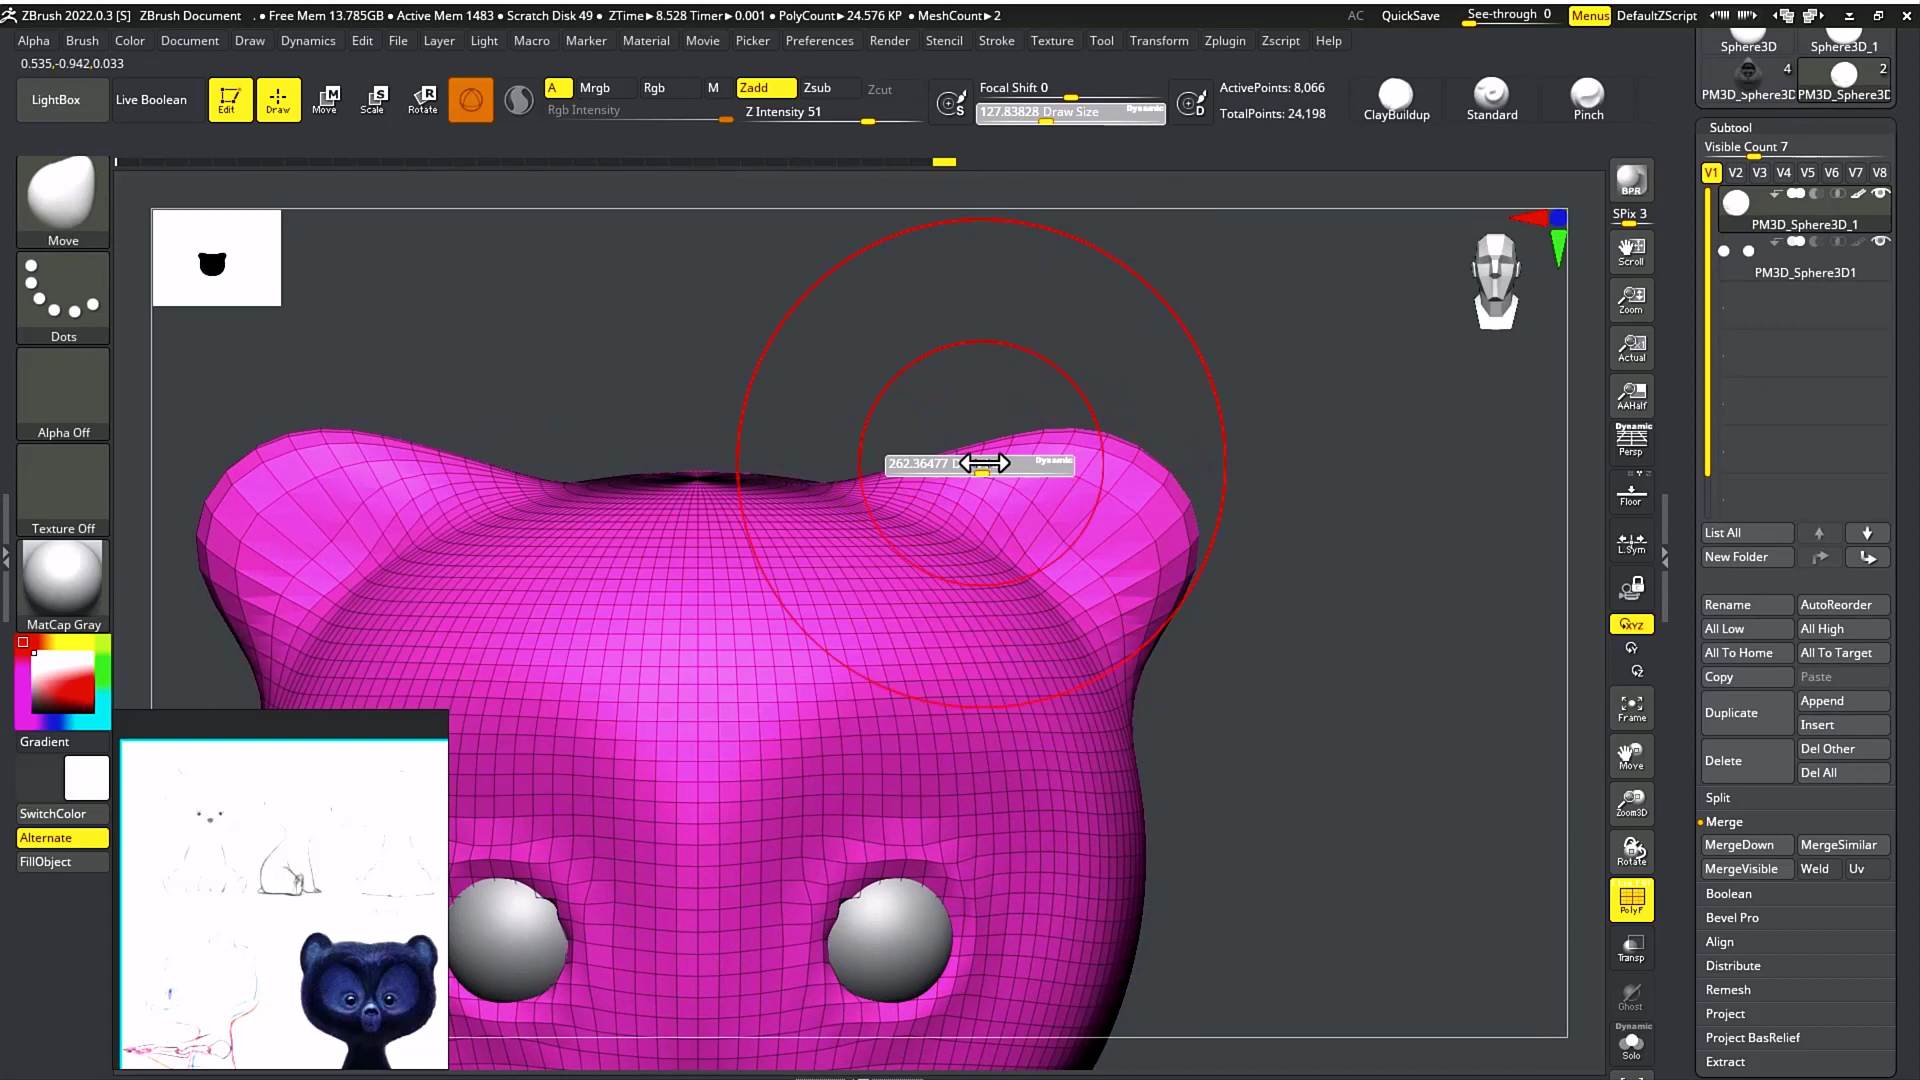 ZBrush 2022.0.3 [S] ZBrush Document . ● Free Mem 13.785GB ● Active Mem 1483 ● Scratch Disk 49 ● ZTime►8.528 Timer►0.001 ● PolyCount►24.576 KP ● MeshCount►2 AC QuickSave See-through 0 Menus DefaultZScript
Alpha Brush Color Document Draw Dynamics Edit File Layer Light Macro Marker Material Movie Picker Preferences Render Stencil Stroke Texture Tool Transform Zplugin Zscript Help
0.535,-0.942,0.033
LightBox Live Boolean Edit Draw Move Scale Rotate
A Mrgb Rgb M Zadd Zsub Zcut
Rgb Intensity Z Intensity 51
Focal Shift 0
127.83828 Draw Size Dynamic
ActivePoints: 8,066
TotalPoints: 24,198
ClayBuildup Standard Pinch
Move
Dots
Alpha Off
Texture Off
MatCap Gray
Gradient
SwitchColor
Alternate
FillObject
262.36477 Dynamic
BPR
SPix 3
Scroll
Zoom
Actual
AAHalf
Dynamic
Persp
Floor
L.Sym
XYZ
Frame
Move
Zoom3D
Rotate
PolyF
Transp
Ghost
Dynamic
Solo
Sphere3D Sphere3D_1
4 2
PM3D_Sphere3D PM3D_Sphere3D
Subtool
Visible Count 7
V1 V2 V3 V4 V5 V6 V7 V8
PM3D_Sphere3D_1
PM3D_Sphere3D1
List All
New Folder
Rename AutoReorder
All Low All High
All To Home All To Target
Copy Paste
Duplicate Append
Insert
Delete Del Other
Del All
Split
Merge
MergeDown MergeSimilar
MergeVisible Weld Uv
Boolean
Bevel Pro
Align
Distribute
Remesh
Project
Project BasRelief
Extract